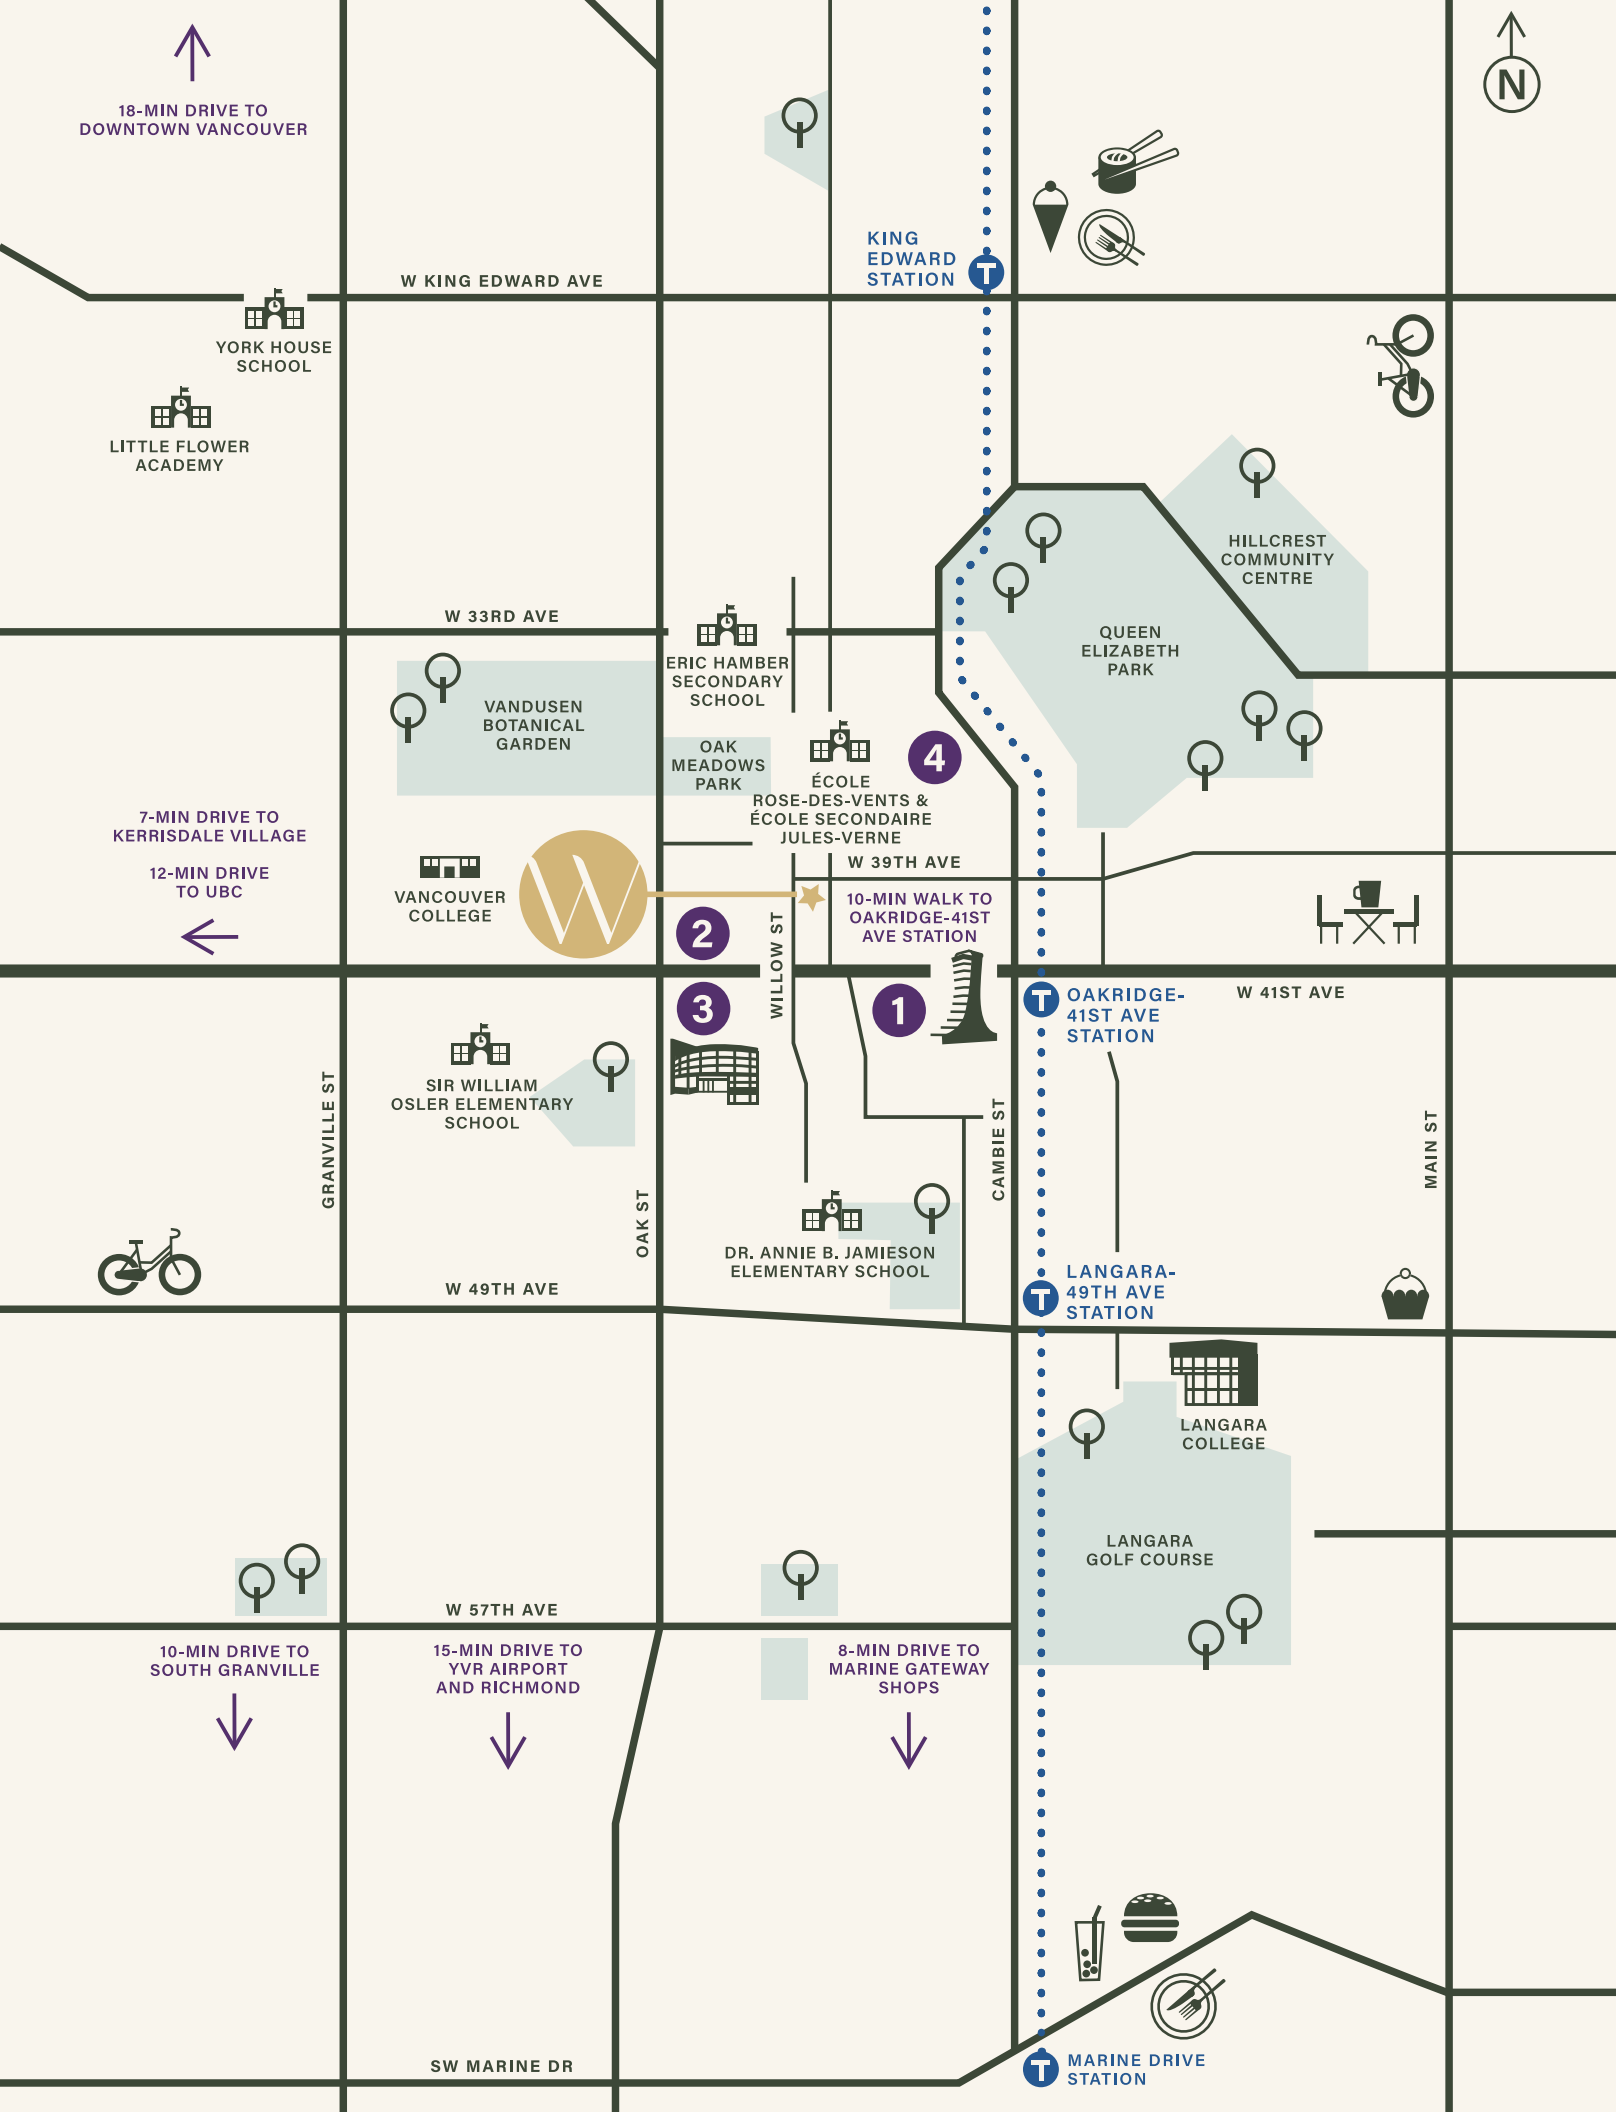 18-MIN DRIVE TO
DOWNTOWN VANCOUVER
N
KING
EDWARD
STATION
T
W KING EDWARD AVE
YORK HOUSE
SCHOOL
LITTLE FLOWER
ACADEMY
HILLCREST
COMMUNITY
CENTRE
W 33RD AVE
QUEEN
ELIZABETH
PARK
ERIC HAMBER
SECONDARY
SCHOOL
VANDUSEN
BOTANICAL
GARDEN
OAK
MEADOWS
PARK
4
ÉCOLE
ROSE-DES-VENTS &
ÉCOLE SECONDAIRE
JULES-VERNE
7-MIN DRIVE TO
KERRISDALE VILLAGE
12-MIN DRIVE
TO UBC
VANCOUVER
COLLEGE
W
W 39TH AVE
10-MIN WALK TO
OAKRIDGE-41ST
AVE STATION
2
WILLOW ST
3
1
T
OAKRIDGE-
41ST AVE
STATION
W 41ST AVE
SIR WILLIAM
OSLER ELEMENTARY
SCHOOL
GRANVILLE ST
OAK ST
CAMBIE ST
MAIN ST
DR. ANNIE B. JAMIESON
ELEMENTARY SCHOOL
W 49TH AVE
T
LANGARA-
49TH AVE
STATION
LANGARA
COLLEGE
LANGARA
GOLF COURSE
W 57TH AVE
10-MIN DRIVE TO
SOUTH GRANVILLE
15-MIN DRIVE TO
YVR AIRPORT
AND RICHMOND
8-MIN DRIVE TO
MARINE GATEWAY
SHOPS
SW MARINE DR
T
MARINE DRIVE
STATION